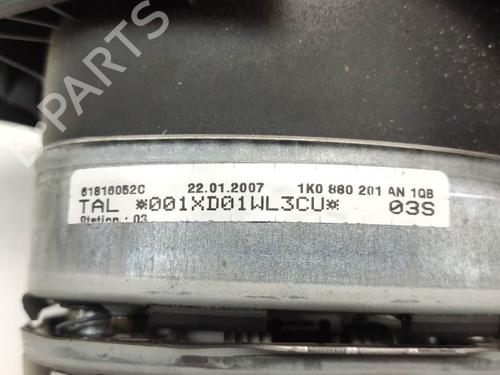 B-PARTS
61816052C 22.01.2007 1K0 880 201 AN 1QB
TAL *001XD01WL3CU* 03S
Station : 03